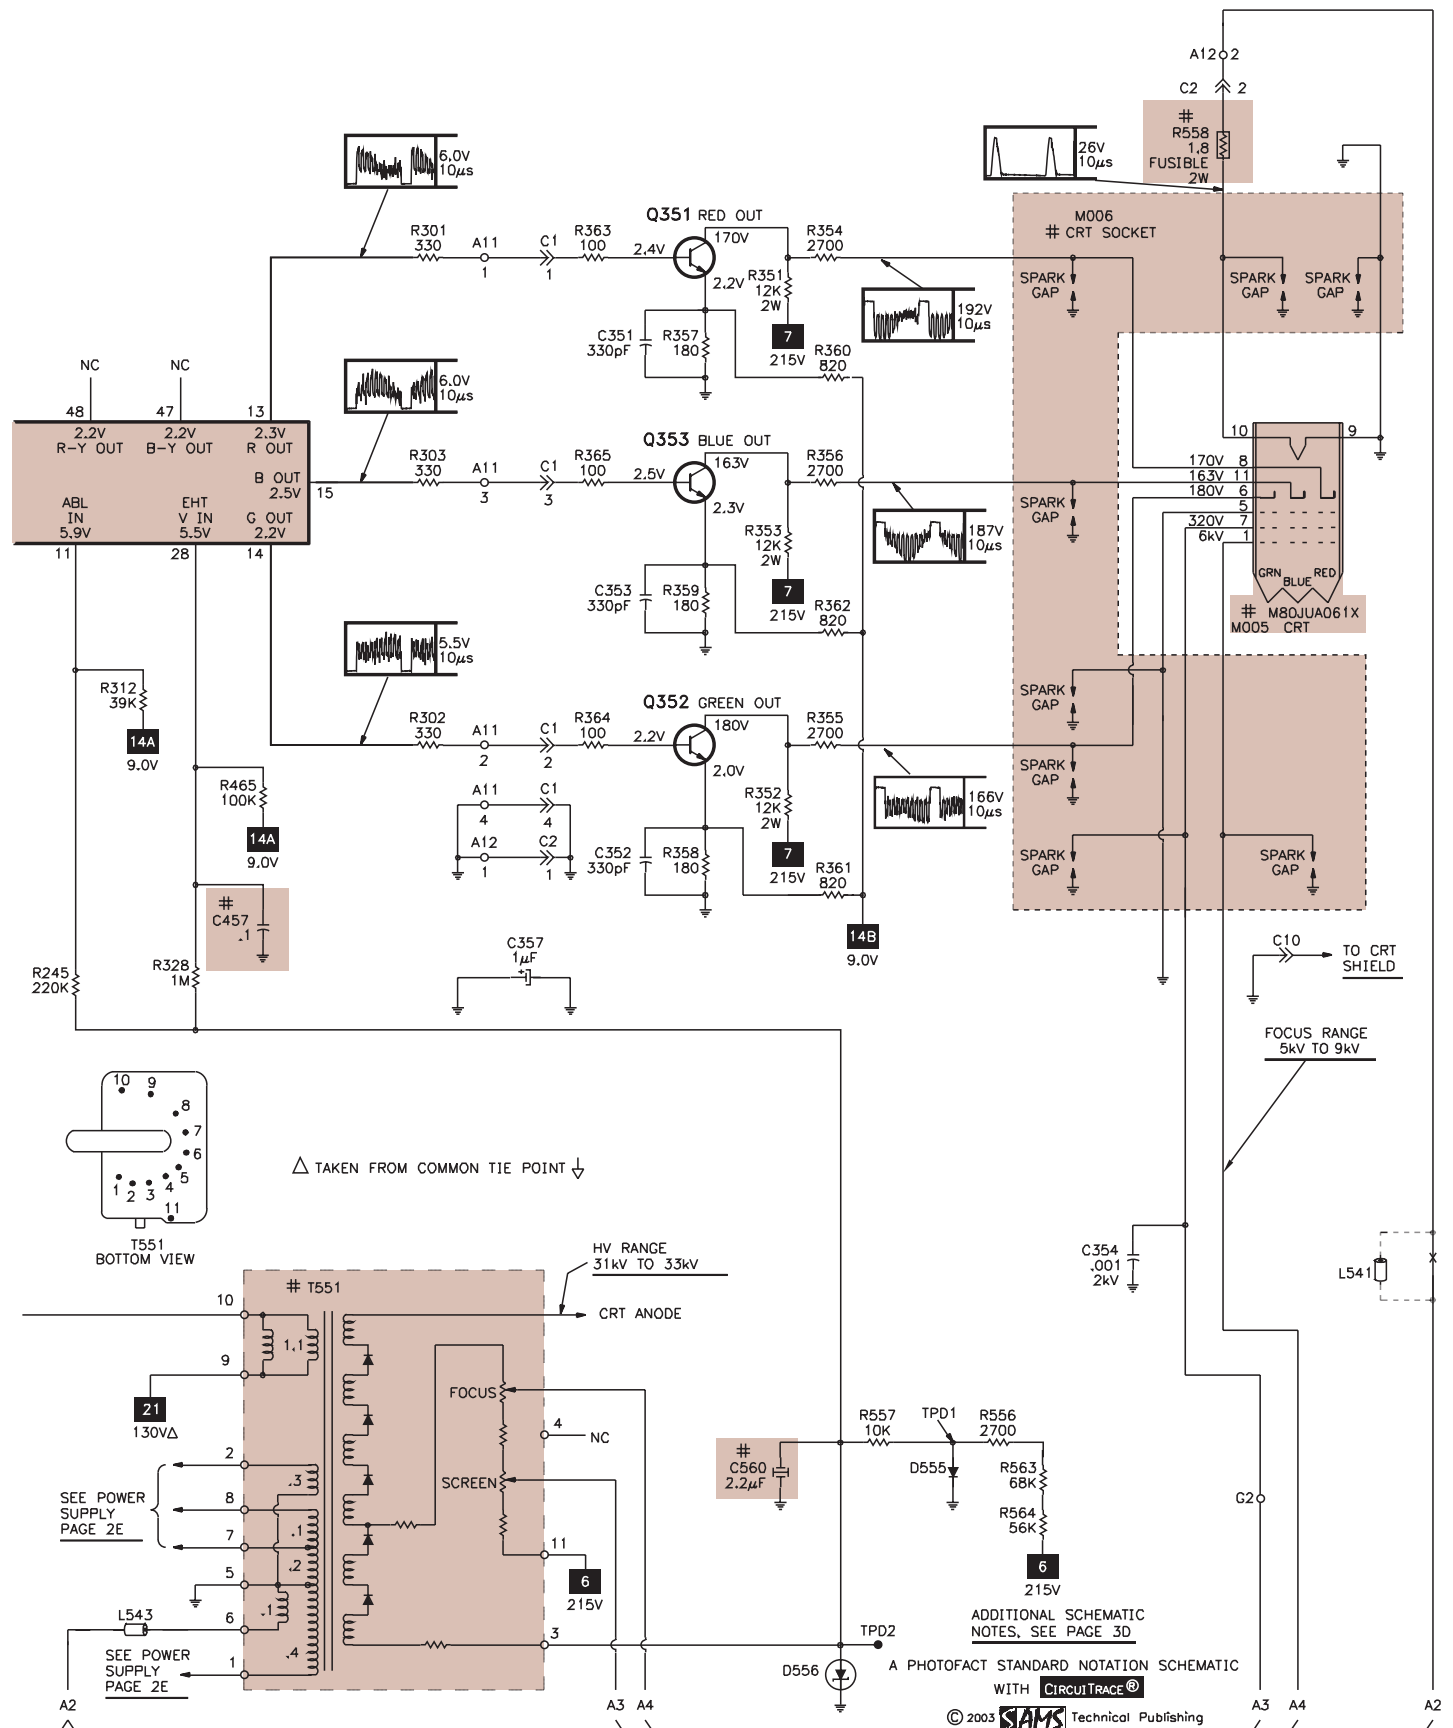 A12 2
C2 2
#
R558
1.8
FUSIBLE
2W
26V
10µs
6.0V
10µs
M006
# CRT SOCKET
Q351 RED OUT
R301
330
A11
1
C1
1
R363
100
2.4V
170V
2.2V
R354
2700
R351
12K
2W
7
215V
192V
10µs
SPARK
GAP
SPARK
GAP
SPARK
GAP
C351
330pF
R357
180
R360
820
NC
NC
48
47
13
2.2V
R-Y OUT
2.2V
B-Y OUT
2.3V
R OUT
B OUT
2.5V
15
ABL
IN
5.9V
EHT
V IN
5.5V
G OUT
2.2V
11
28
14
6.0V
10µs
Q353 BLUE OUT
R303
330
A11
3
C1
3
R365
100
2.5V
163V
2.3V
R356
2700
R353
12K
2W
7
215V
187V
10µs
SPARK
GAP
C353
330pF
R359
180
R362
820
10
9
170V 8
163V 11
180V 6
5
320V 7
6kV 1
GRN
BLUE
RED
# M80JUA061X
M005 CRT
5.5V
10µs
Q352 GREEN OUT
R302
330
A11
2
C1
2
R364
100
2.2V
180V
2.0V
R355
2700
R352
12K
2W
7
215V
166V
10µs
SPARK
GAP
SPARK
GAP
SPARK
GAP
SPARK
GAP
A11
4
C1
4
A12
1
C2
1
C352
330pF
R358
180
R361
820
14B
9.0V
R312
39K
14A
9.0V
R465
100K
14A
9.0V
#
C457
.1
R245
220K
R328
1M
C357
1µF
+
C10
TO CRT
SHIELD
FOCUS RANGE
5kV TO 9kV
10
9
8
7
6
5
4
3
2
1
11
T551
BOTTOM VIEW
△ TAKEN FROM COMMON TIE POINT
HV RANGE
31kV TO 33kV
CRT ANODE
# T551
10
1.1
9
21
130V△
2
.3
8
.1
7
.2
5
.1
6
.4
1
SEE POWER
SUPPLY
PAGE 2E
L543
SEE POWER
SUPPLY
PAGE 2E
A2
FOCUS
SCREEN
4
NC
11
6
215V
3
TPD2
D556
A3 A4
#
C560
2.2µF
R557
10K
TPD1
D555
R556
2700
R563
68K
R564
56K
6
215V
C354
.001
2kV
L541
X
G2
ADDITIONAL SCHEMATIC
NOTES, SEE PAGE 3D
A PHOTOFACT STANDARD NOTATION SCHEMATIC
WITH CIRCUITRACE®
© 2003 SAMS Technical Publishing
A3 A4
A2